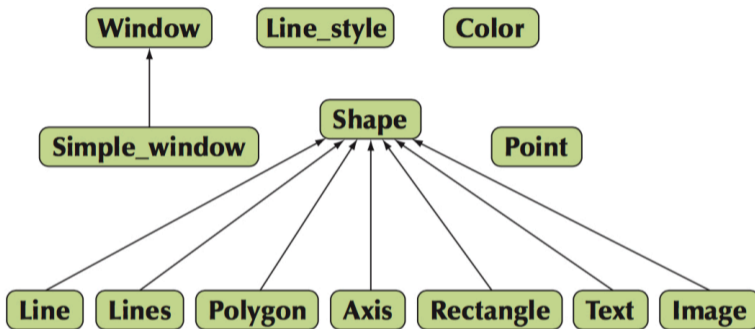 Window Line_style Color
Shape
Simple_window Point
Line Lines Polygon Axis Rectangle Text Image